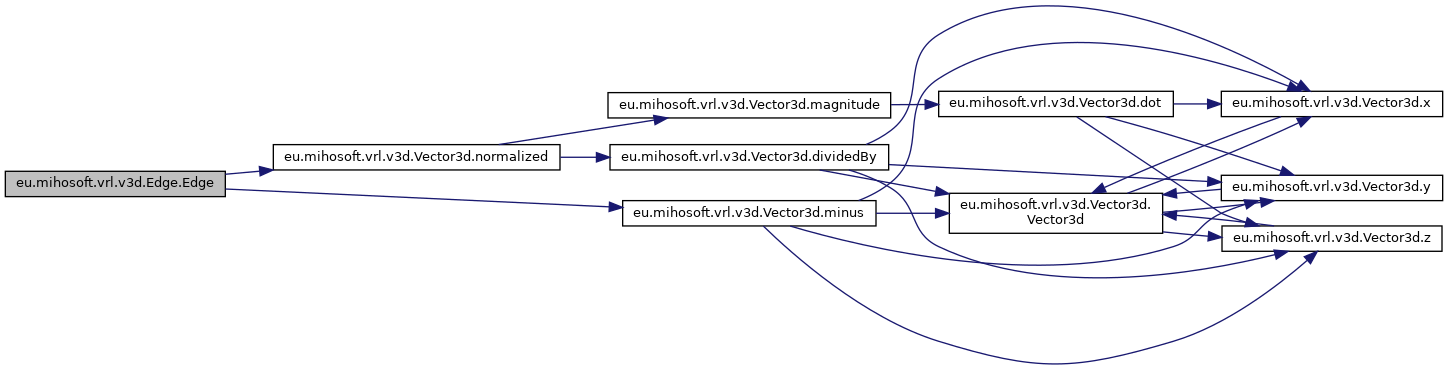 eu.mihosoft.vrl.v3d.Edge.Edge
eu.mihosoft.vrl.v3d.Vector3d.normalized
eu.mihosoft.vrl.v3d.Vector3d.minus
eu.mihosoft.vrl.v3d.Vector3d.magnitude
eu.mihosoft.vrl.v3d.Vector3d.dividedBy
eu.mihosoft.vrl.v3d.Vector3d.dot
eu.mihosoft.vrl.v3d.Vector3d.
Vector3d
eu.mihosoft.vrl.v3d.Vector3d.x
eu.mihosoft.vrl.v3d.Vector3d.y
eu.mihosoft.vrl.v3d.Vector3d.z